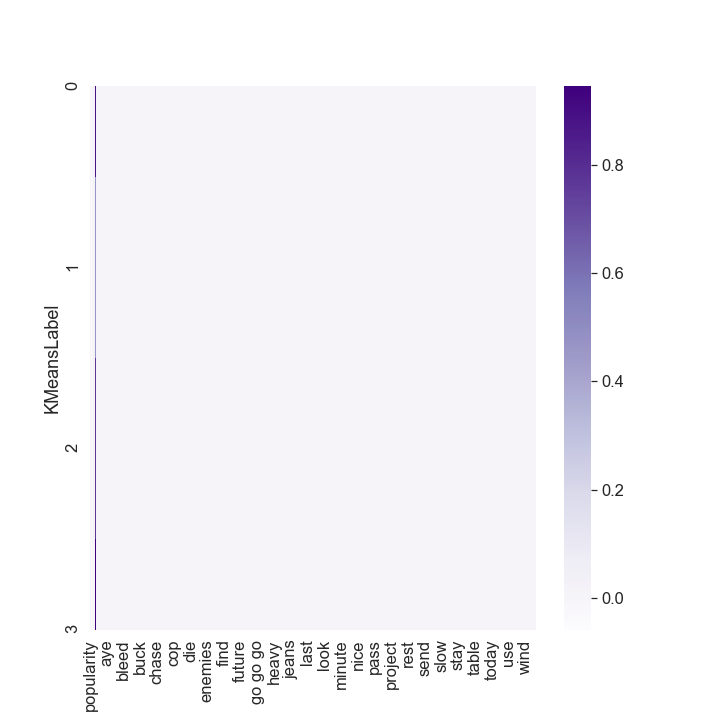 0
1
2
3
KMeansLabel
popularity
aye
bleed
buck
chase
cop
die
enemies
find
future
go go go
heavy
jeans
last
look
minute
nice
pass
project
rest
send
slow
stay
table
today
use
wind
0.8
0.6
0.4
0.2
0.0